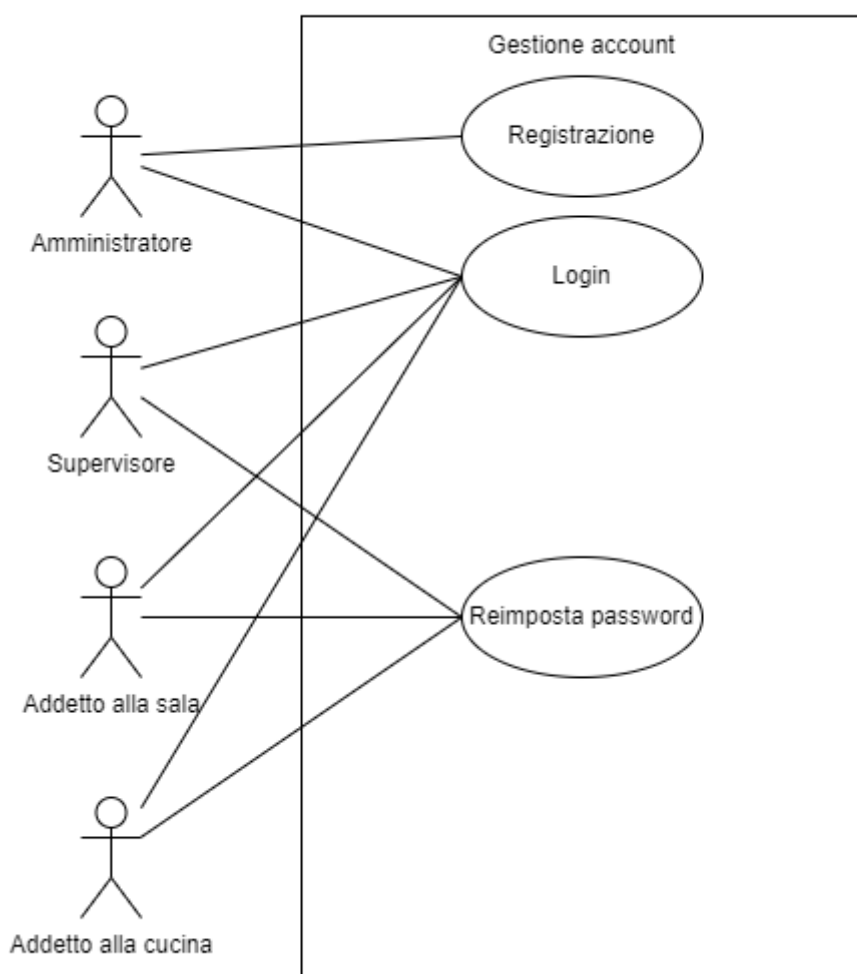 Gestione account
Registrazione
Amministratore
Login
Supervisore
Reimposta password
Addetto alla sala
Addetto alla cucina